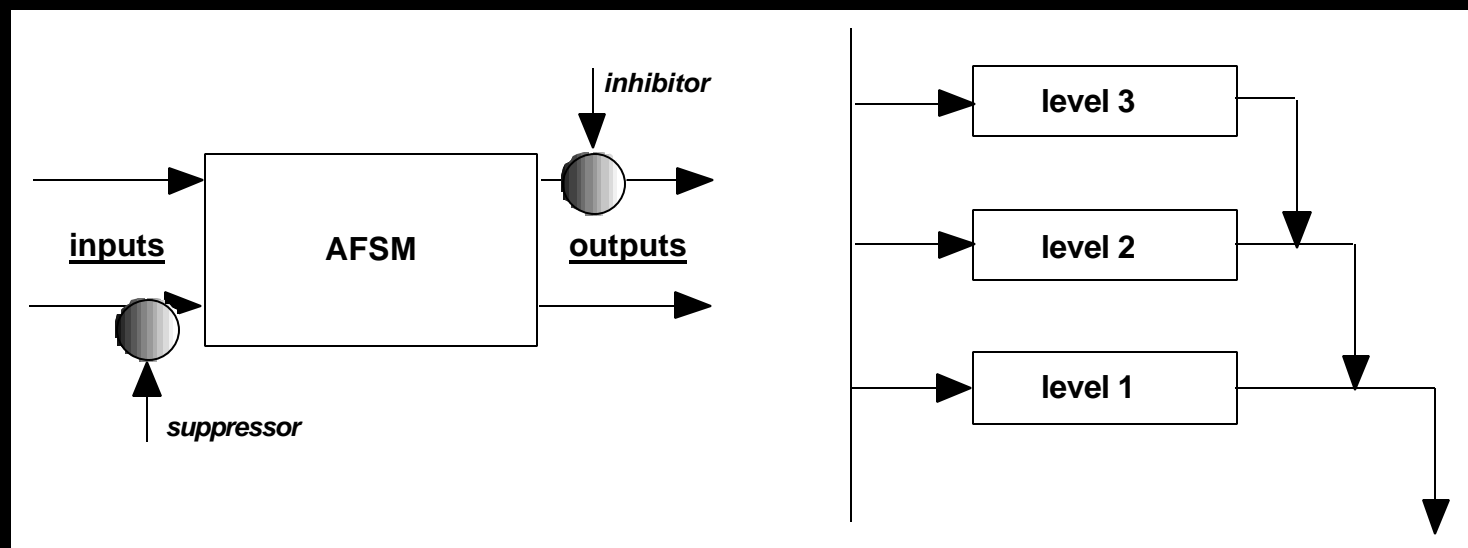 inhibitor
inputs
AFSM
outputs
suppressor
level 3
level 2
level 1